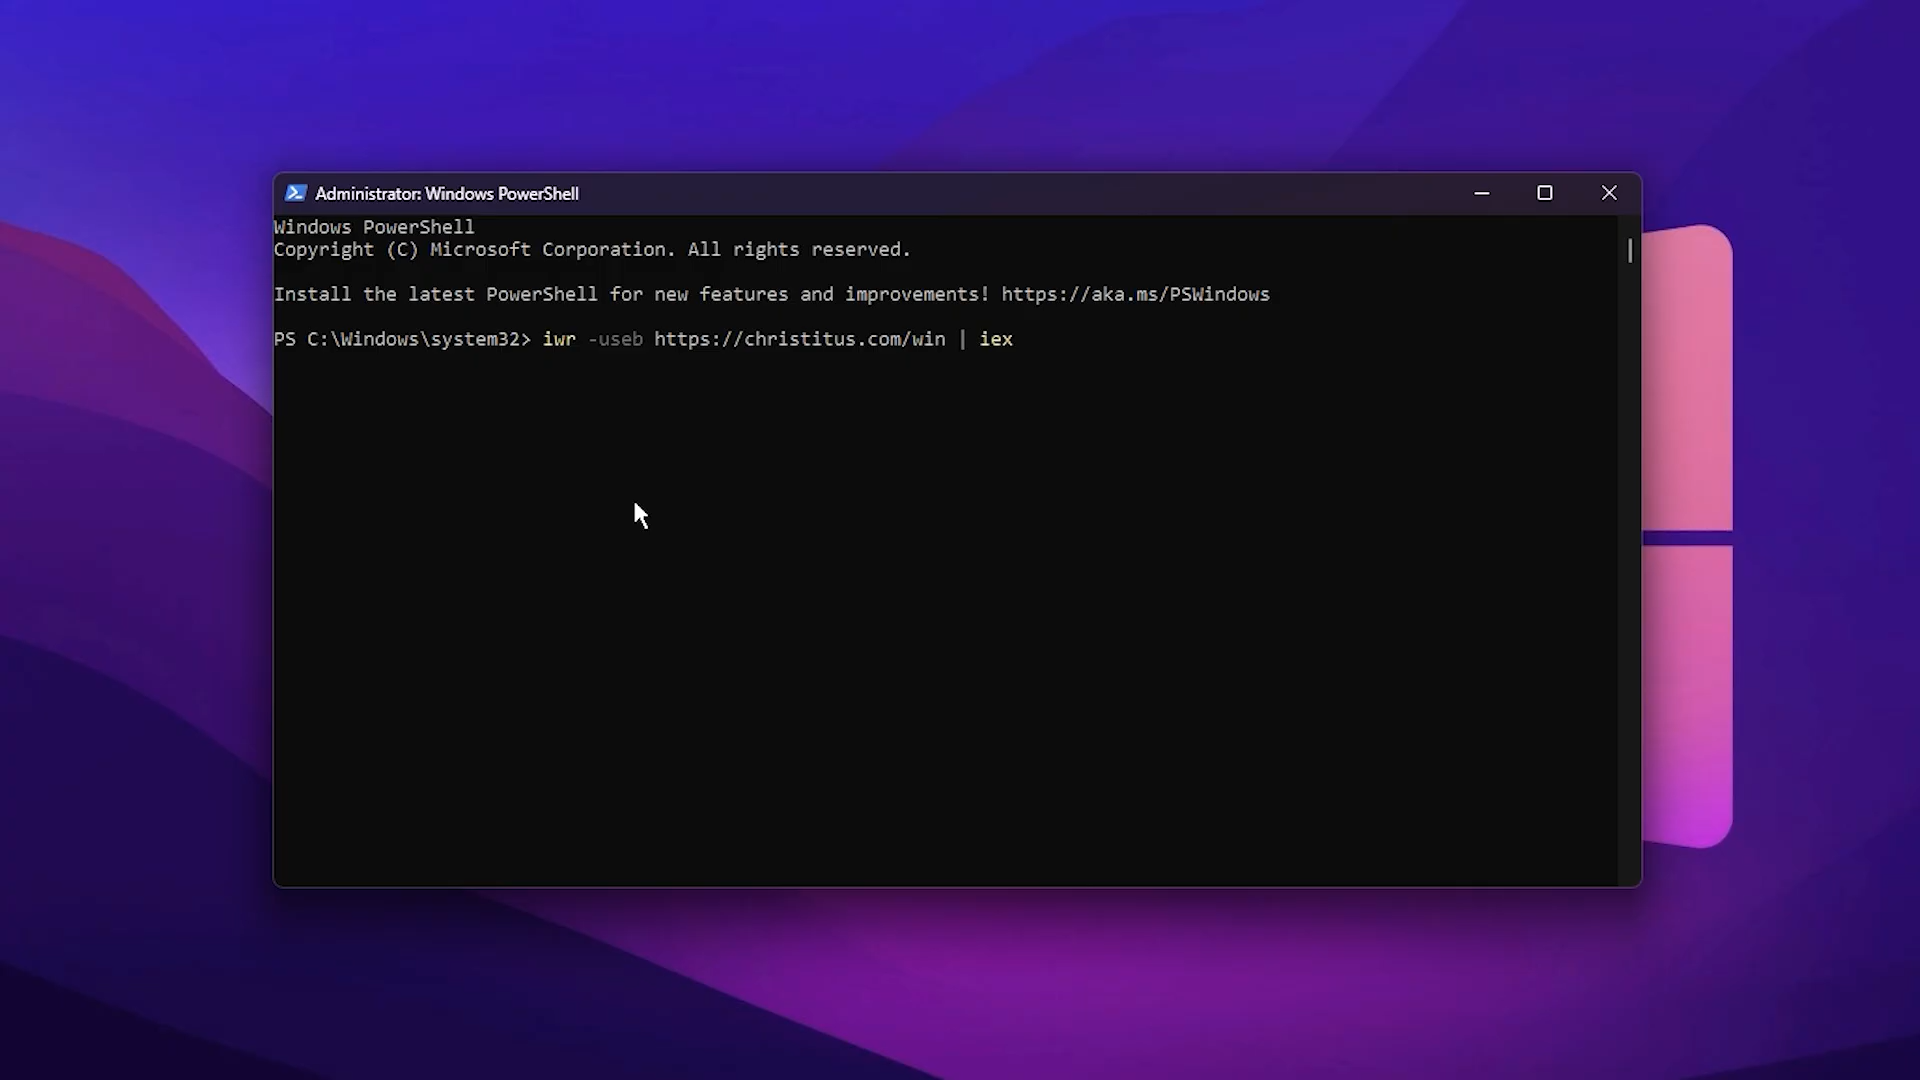 Administrator: Windows PowerShell
Windows PowerShell
Copyright (C) Microsoft Corporation. All rights reserved.
Install the latest PowerShell for new features and improvements! https://aka.ms/PSWindows
PS C:\Windows\system32> iwr -useb https://christitus.com/win | iex